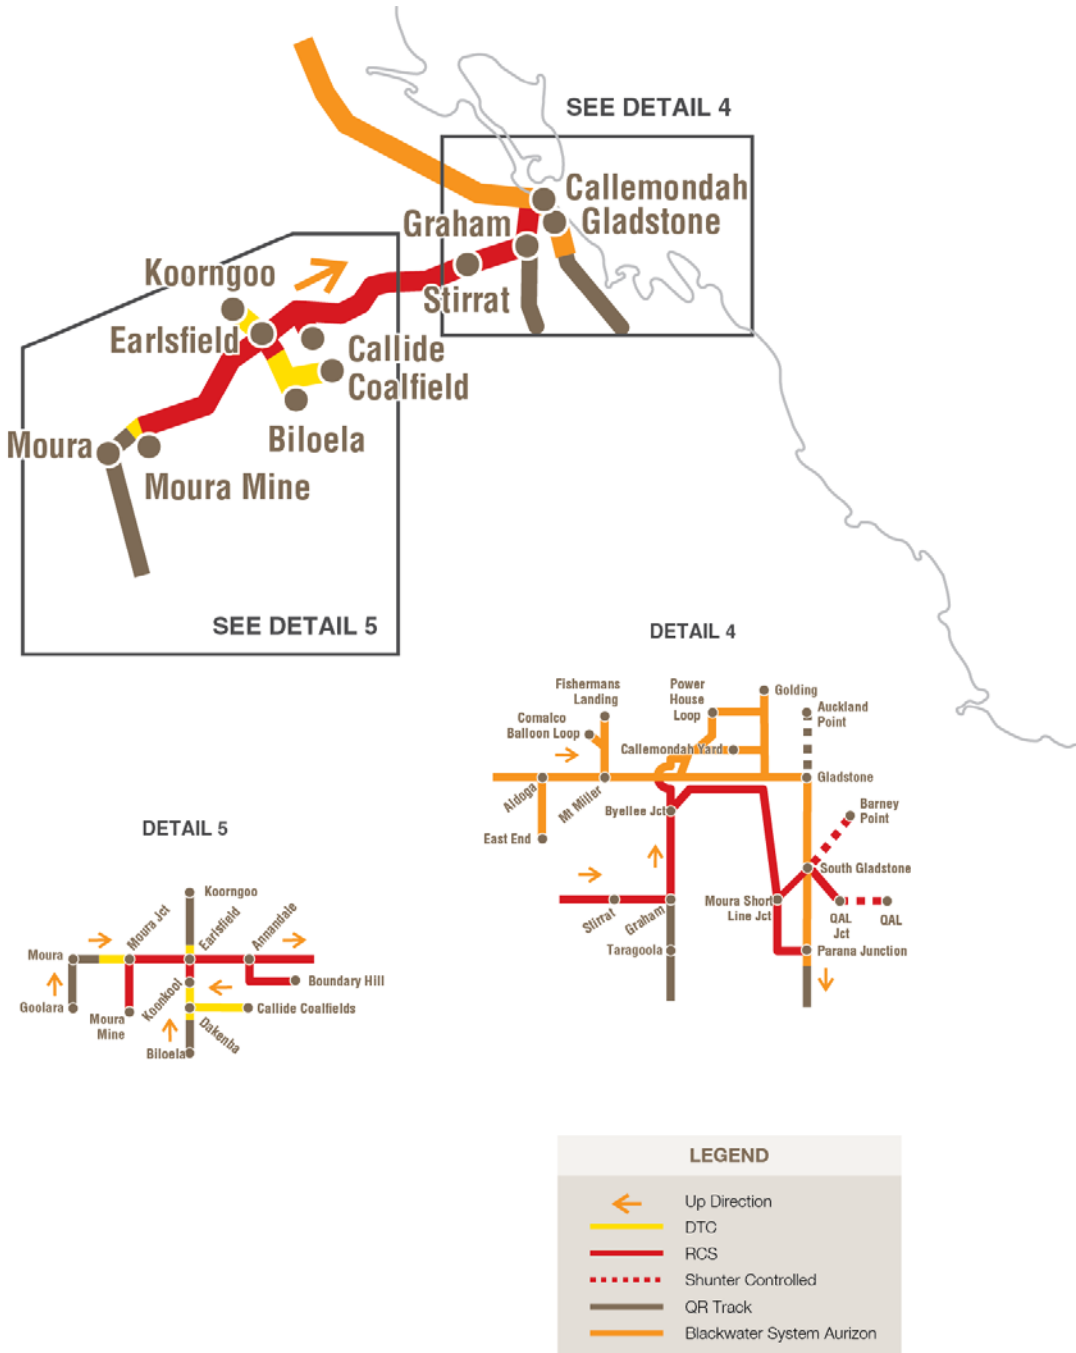 SEE DETAIL 4
Callemondah
Gladstone
Graham
Koorngoo
Stirrat
Earlsfield
Callide
Coalfield
Biloela
Moura
Moura Mine
SEE DETAIL 5
DETAIL 4
Fishermans
Landing
Power
House
Loop
Golding
Comalco
Balloon Loop
Auckland
Point
Callemondah Yard
Aldoga
Mt Miller
Gladstone
Byellee Jct
Barney
Point
East End
South Gladstone
Stirrat
Graham
Moura Short
Line Jct
QAL
Jct
QAL
Taragoola
Parana Junction
DETAIL 5
Koorngoo
Moura Jct
Earlsfield
Annandale
Moura
Boundary Hill
Goolara
Moura
Mine
Koonkool
Callide Coalfields
Dakenba
Biloela
LEGEND
Up Direction
DTC
RCS
Shunter Controlled
QR Track
Blackwater System Aurizon